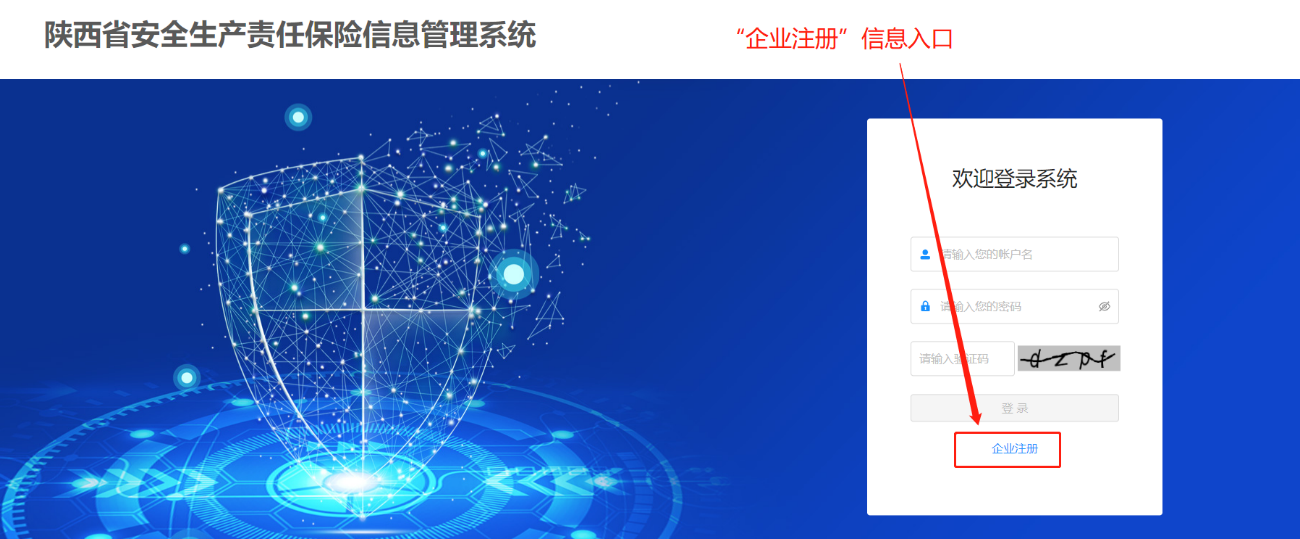 陕西省安全生产责任保险信息管理系统
“企业注册”信息入口
欢迎登录系统
请输入您的帐户名
请输入您的密码
请输入验证码
dzpf
登 录
企业注册